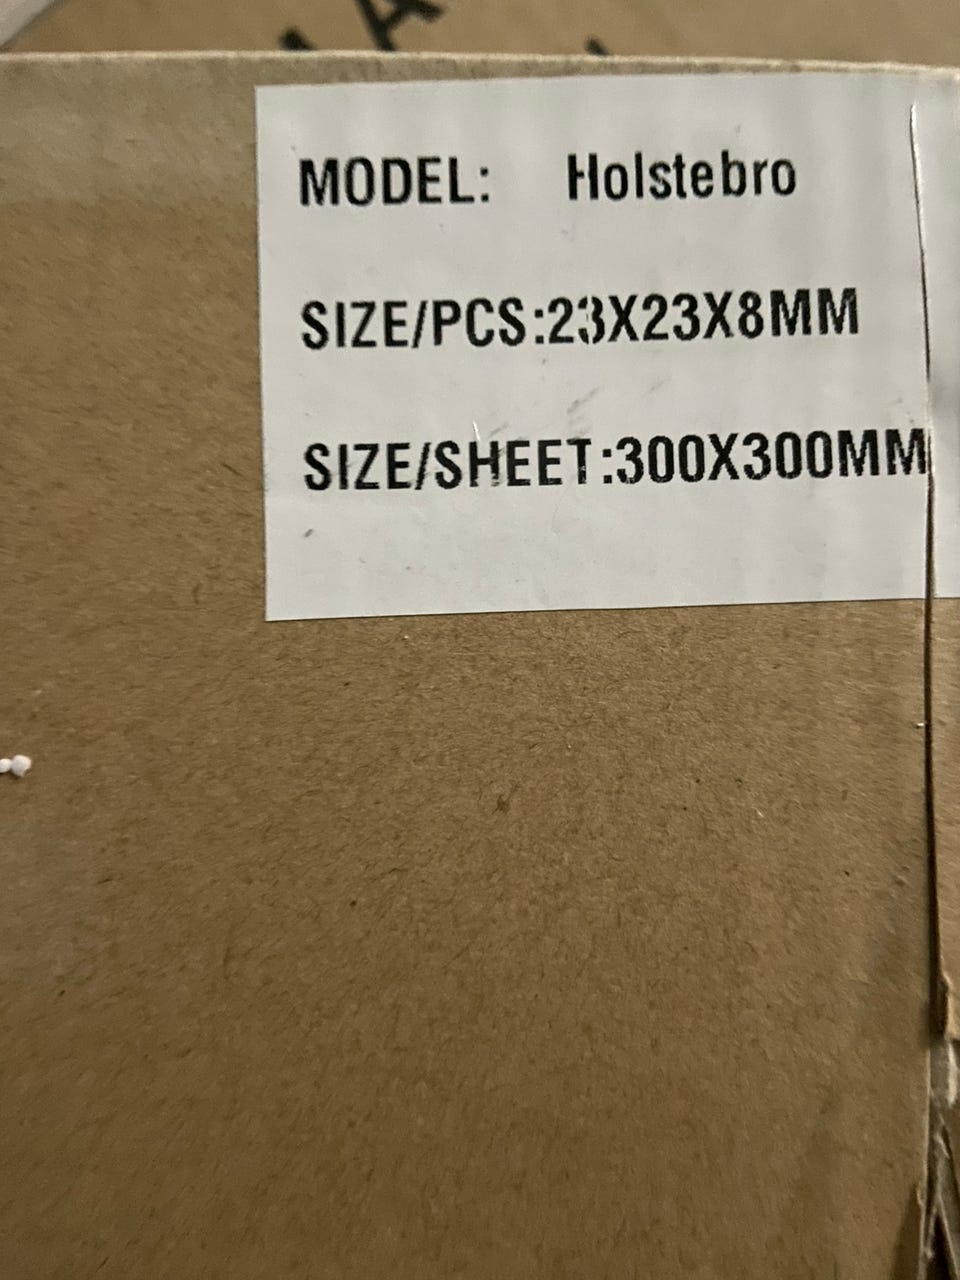 MODEL: Holstebro
SIZE/PCS:23X23X8MM
SIZE/SHEET:300X300MM